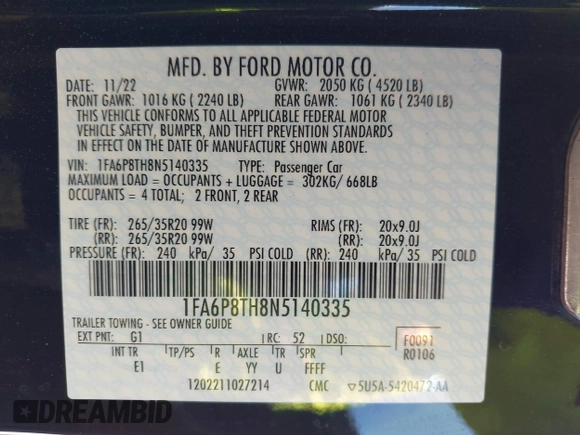 MFD. BY FORD MOTOR CO.
DATE: 11/22 GVWR: 2050 KG (4520 LB)
FRONT GAWR: 1016 KG (2240 LB) REAR GAWR: 1061 KG (2340 LB)
THIS VEHICLE CONFORMS TO ALL APPLICABLE FEDERAL MOTOR
VEHICLE SAFETY, BUMPER, AND THEFT PREVENTION STANDARDS
IN EFFECT ON THE DATE OF MANUFACTURE SHOWN ABOVE.
VIN: 1FA6P8TH8N5140335 TYPE: Passenger Car
MAXIMUM LOAD = OCCUPANTS + LUGGAGE = 302KG/ 668LB
OCCUPANTS = 4 TOTAL; 2 FRONT, 2 REAR
TIRE (FR): 265/35R20 99W RIMS (FR): 20x9.0J
(RR): 265/35R20 99W (RR): 20x9.0J
PRESSURE (FR): 240 kPa/ 35 PSI COLD (RR): 240 kPa/ 35 PSI COLD
1FA6P8TH8N5140335
TRAILER TOWING - SEE OWNER GUIDE
EXT PNT: G1 RC: 52 DSO: F0091
R0106
INT TR TP/PS R AXLE TR SPR
E1 E YY U FFFF
1202211027214 CMC 5U5A-5420472-AA
DREAMBID